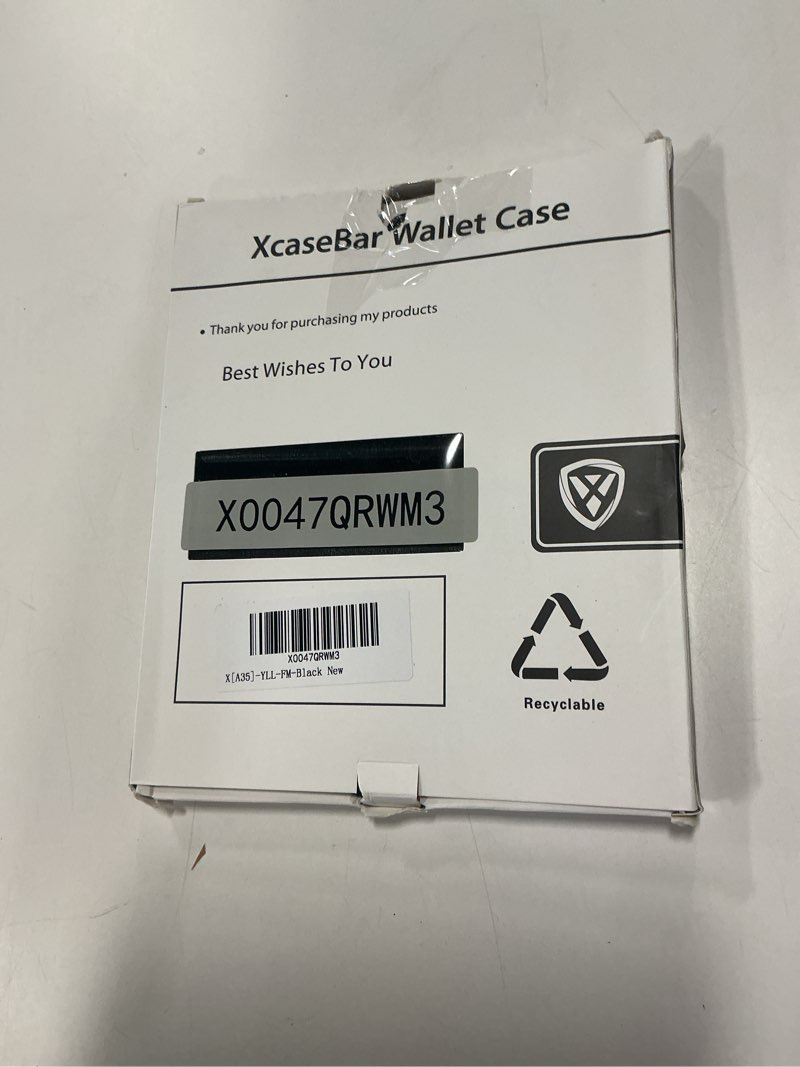 XcaseBar Wallet Case
• Thank you for purchasing my products
Best Wishes To You
X0047QRWM3
X0047QRWM3
X[A35]-YLL-FM-Black New
Recyclable